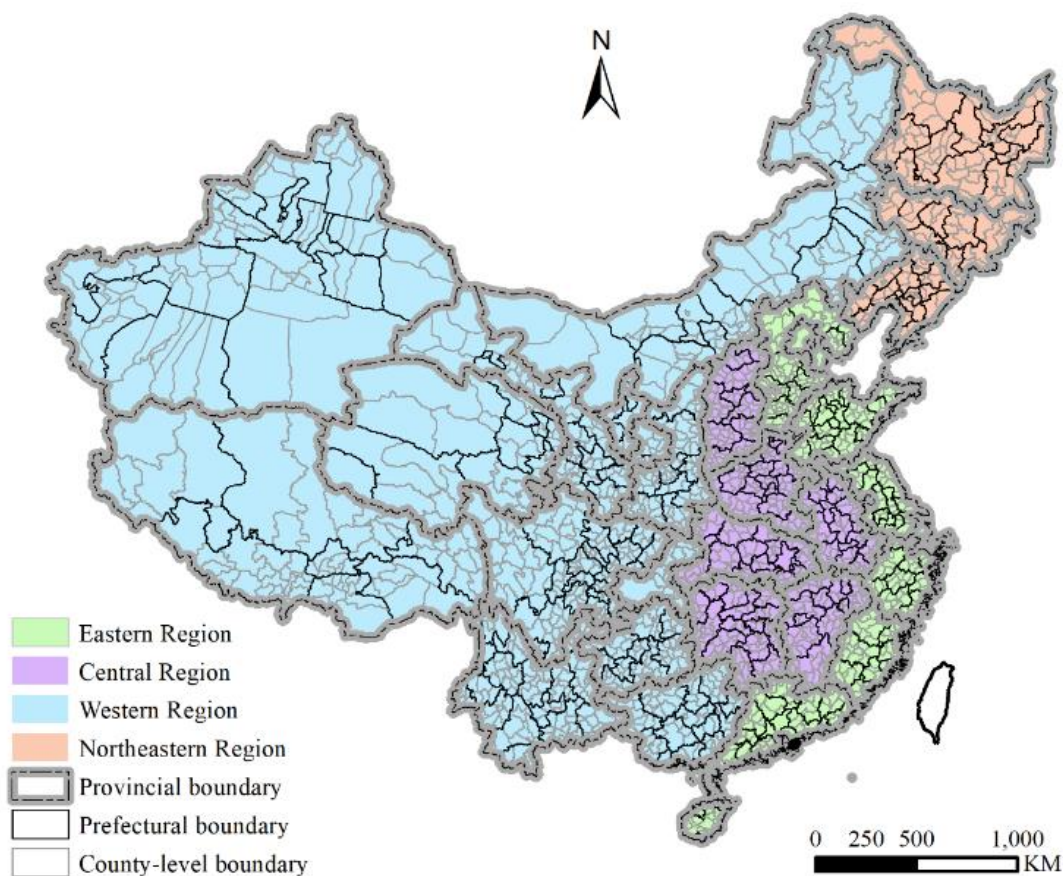 N
Eastern Region
Central Region
Western Region
Northeastern Region
Provincial boundary
Prefectural boundary
County-level boundary
0 250 500 1,000
KM